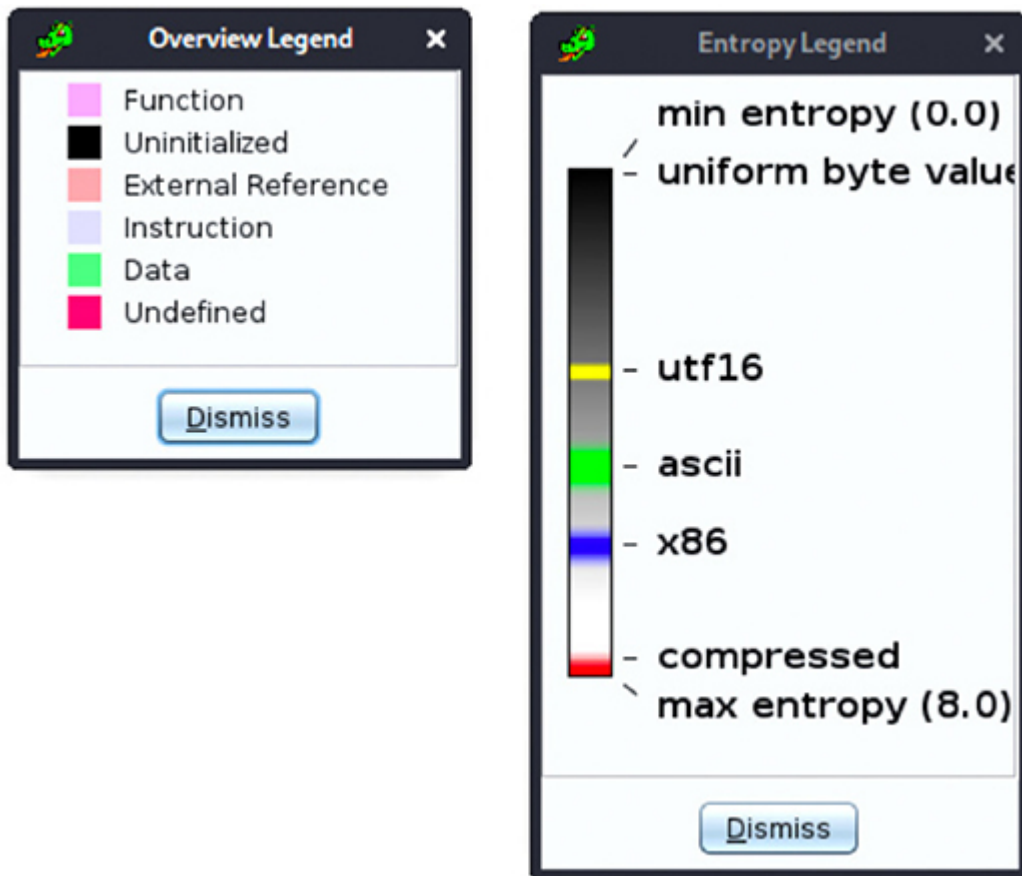 Overview Legend
Function
Uninitialized
External Reference
Instruction
Data
Undefined
Dismiss
Entropy Legend
min entropy (0.0)
uniform byte value
utf16
ascii
x86
compressed
max entropy (8.0)
Dismiss